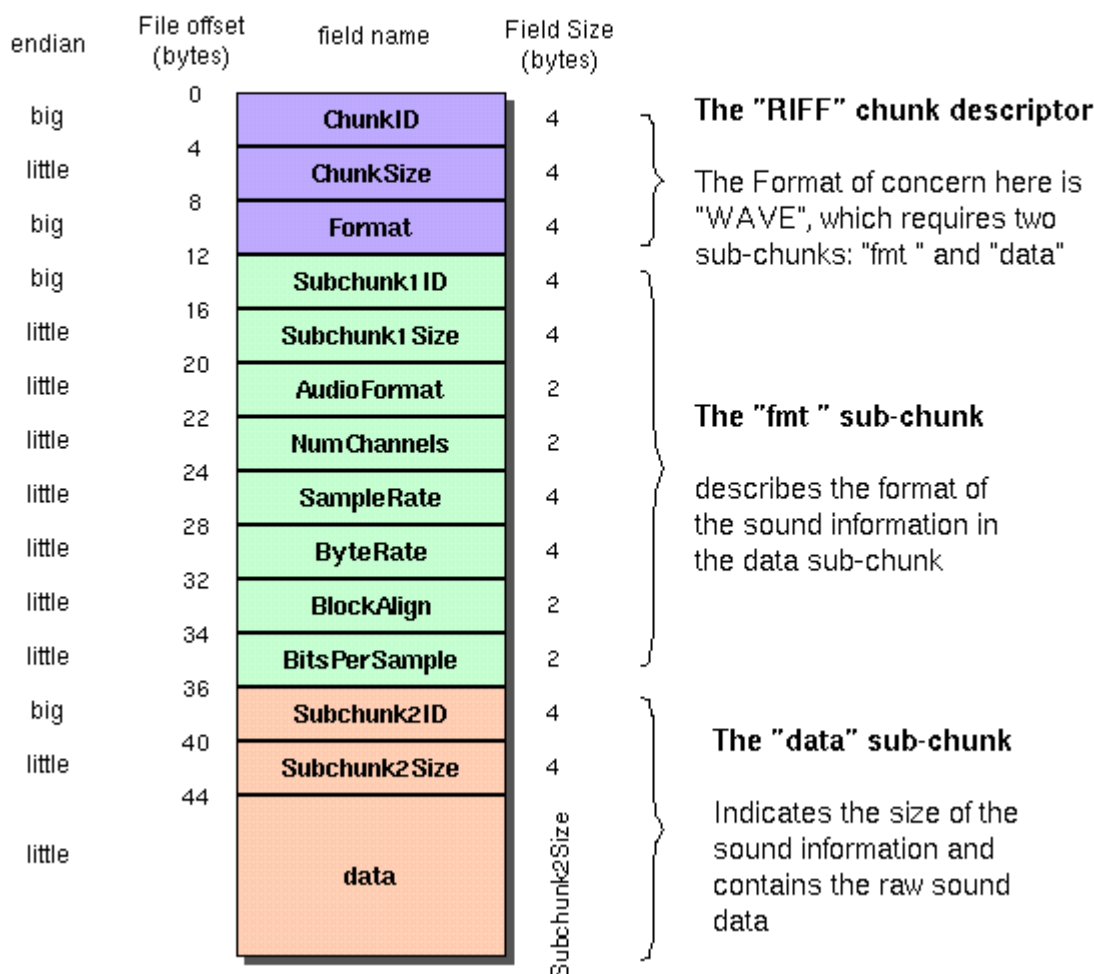 endian
File offset
(bytes)
field name
Field Size
(bytes)
0
big
ChunkID
4
4
little
ChunkSize
4
8
big
Format
4
12
The "RIFF" chunk descriptor
The Format of concern here is
"WAVE", which requires two
sub-chunks: "fmt " and "data"
big
Subchunk1ID
4
16
little
Subchunk1Size
4
20
little
AudioFormat
2
22
little
NumChannels
2
24
little
SampleRate
4
28
little
ByteRate
4
32
little
BlockAlign
2
34
little
BitsPerSample
2
36
The "fmt " sub-chunk
describes the format of
the sound information in
the data sub-chunk
big
Subchunk2ID
4
40
little
Subchunk2Size
4
44
little
data
Subchunk2Size
The "data" sub-chunk
Indicates the size of the
sound information and
contains the raw sound
data